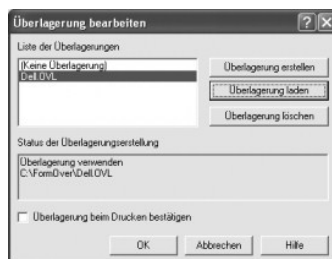 Überlagerung bearbeiten
Liste der Überlagerungen
(Keine Überlagerung)
Dell.OVL
Überlagerung erstellen
Überlagerung laden
Überlagerung löschen
Status der Überlagerungserstellung
Überlagerung verwenden
C:\FormOver\Dell.OVL
Überlagerung beim Drucken bestätigen
OK
Abbrechen
Hilfe